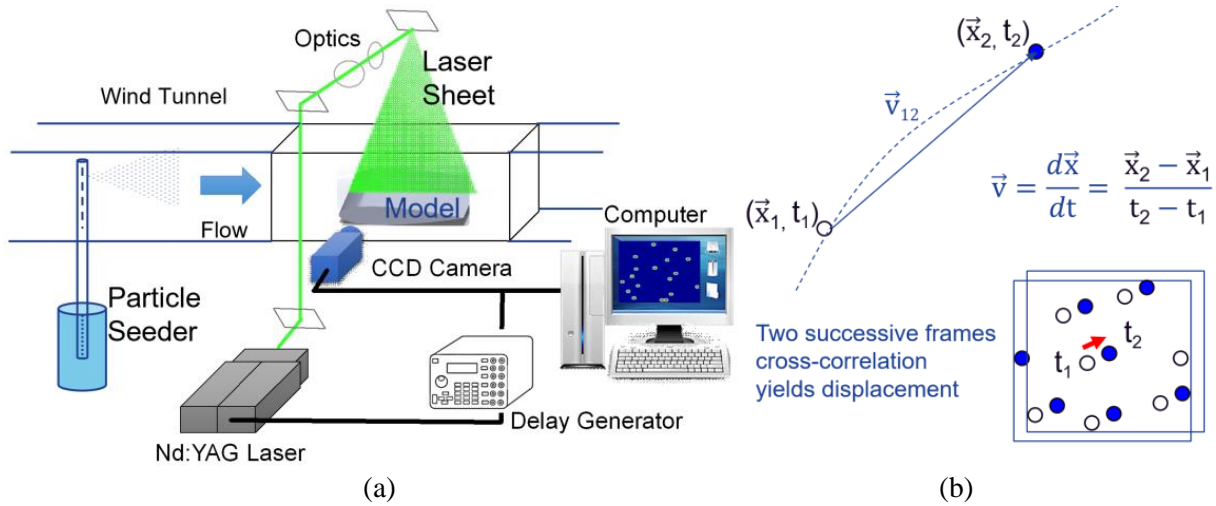 Optics
Laser
Sheet
Wind Tunnel
Flow
Model
Computer
CCD Camera
Particle
Seeder
Delay Generator
Nd:YAG Laser
(a)
(x⃗₂, t₂)
v⃗₁₂
(x⃗₁, t₁)
v⃗ = dx⃗/dt = (x⃗₂ − x⃗₁)/(t₂ − t₁)
Two successive frames
cross-correlation
yields displacement
t₁
t₂
(b)